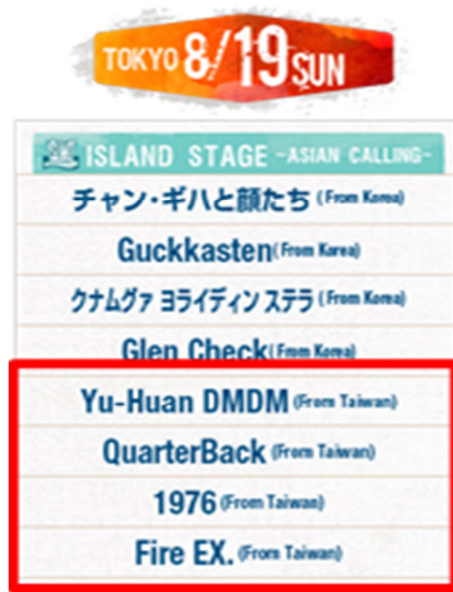 TOKYO 8/19 SUN
ISLAND STAGE -ASIAN CALLING-
チャン・ギハと顔たち (From Korea)
Guckkasten (From Korea)
クナムグァ ヨライディン ステラ (From Korea)
Glen Check (From Korea)
Yu-Huan DMDM (From Taiwan)
QuarterBack (From Taiwan)
1976 (From Taiwan)
Fire EX. (From Taiwan)